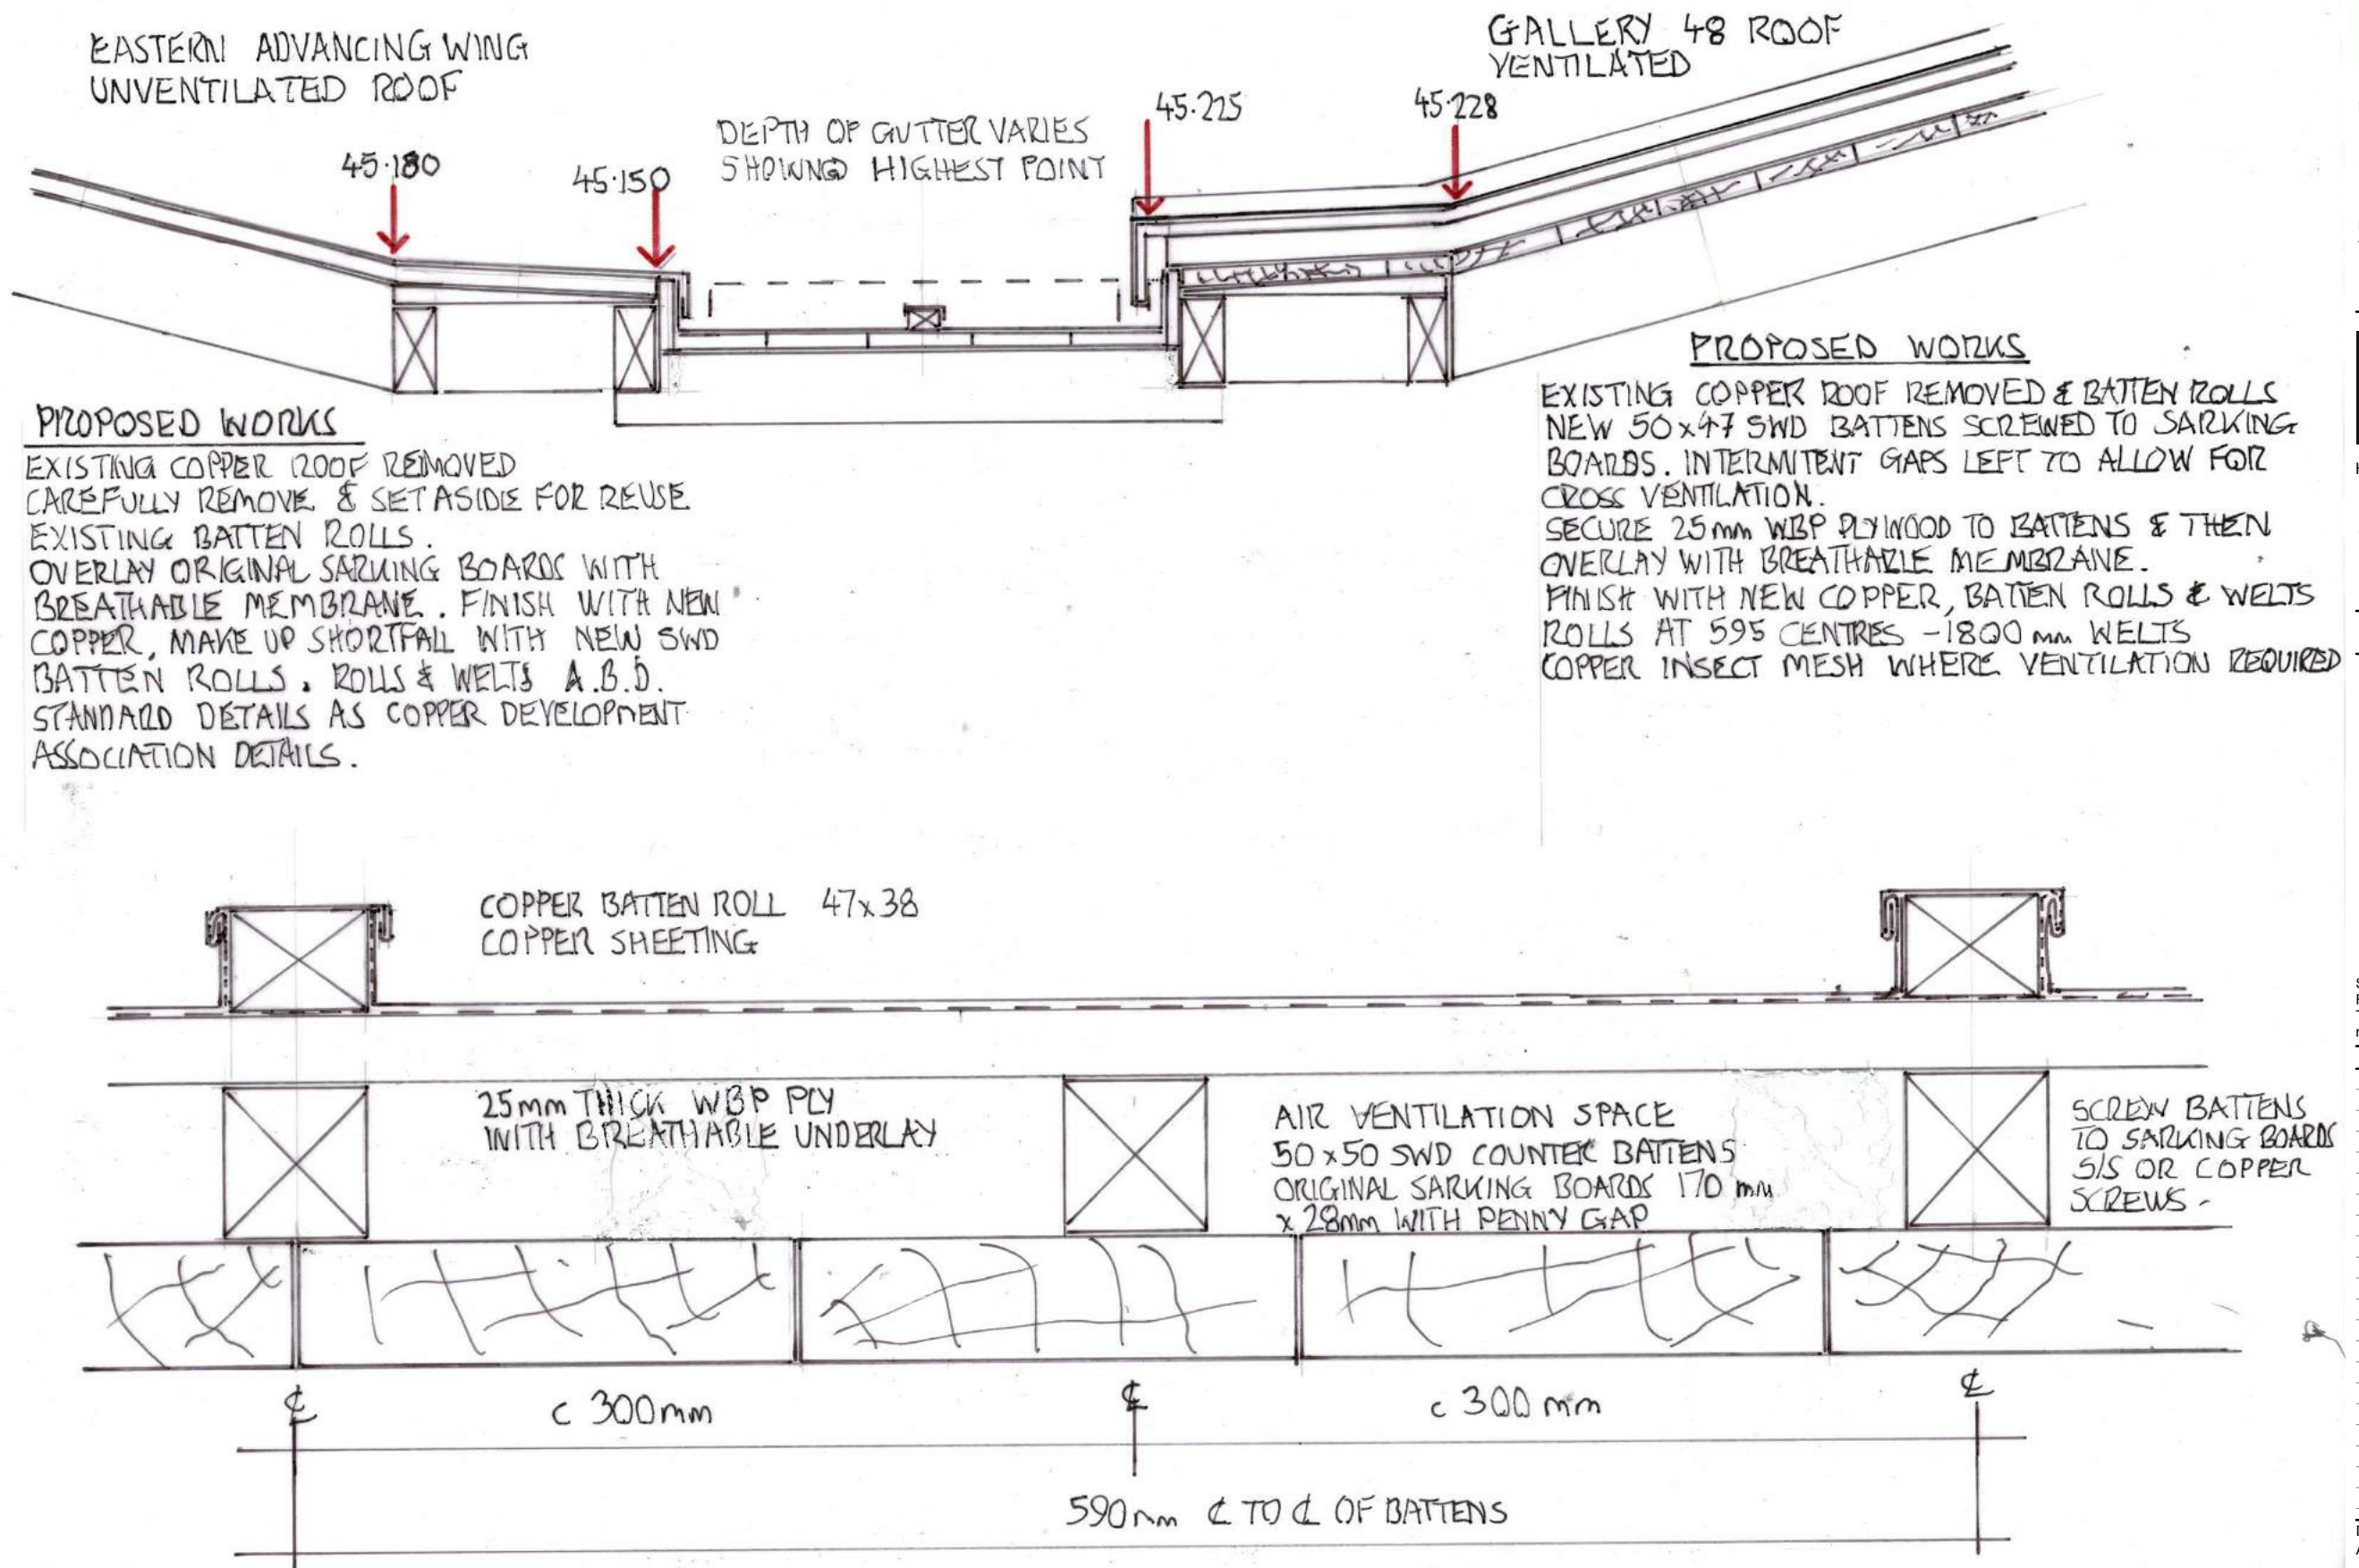 EASTERN ADVANCING WING
UNVENTILATED ROOF
45.180
45.150
DEPTH OF GUTTER VARIES
SHOWNG HIGHEST POINT
45.225
45.228
GALLERY 48 ROOF
VENTILATED
PROPOSED WORKS
EXISTING COPPER ROOF REMOVED
CAREFULLY REMOVE & SET ASIDE FOR REUSE
EXISTING BATTEN ROLLS.
OVERLAY ORIGINAL SARKING BOARDS WITH
BREATHABLE MEMBRANE. FINISH WITH NEW
COPPER, MAKE UP SHORTFALL WITH NEW SWD
BATTEN ROLLS. ROLLS & WELTS A.B.D.
STANDARD DETAILS AS COPPER DEVELOPMENT
ASSOCIATION DETAILS.
PROPOSED WORKS
EXISTING COPPER ROOF REMOVED & BATTEN ROLLS
NEW 50x47 SWD BATTENS SCREWED TO SARKING
BOARDS. INTERMITENT GAPS LEFT TO ALLOW FOR
CROSS VENTILATION.
SECURE 25mm WBP PLYWOOD TO BATTENS & THEN
OVERLAY WITH BREATHABLE MEMBRANE.
FINISH WITH NEW COPPER, BATTEN ROLLS & WELTS
ROLLS AT 595 CENTRES -1800mm WELTS
COPPER INSECT MESH WHERE VENTILATION REQUIRED
COPPER BATTEN ROLL 47x38
COPPER SHEETING
25mm THICK WBP PLY
WITH BREATHABLE UNDERLAY
AIR VENTILATION SPACE
50x50 SWD COUNTER BATTENS
ORIGINAL SARKING BOARDS 170 mm
x 28mm WITH PENNY GAP
SCREW BATTENS
TO SARKING BOARDS
S/S OR COPPER
SCREWS.
℄ c 300mm ℄ c 300mm ℄
590mm ℄ TO ℄ OF BATTENS